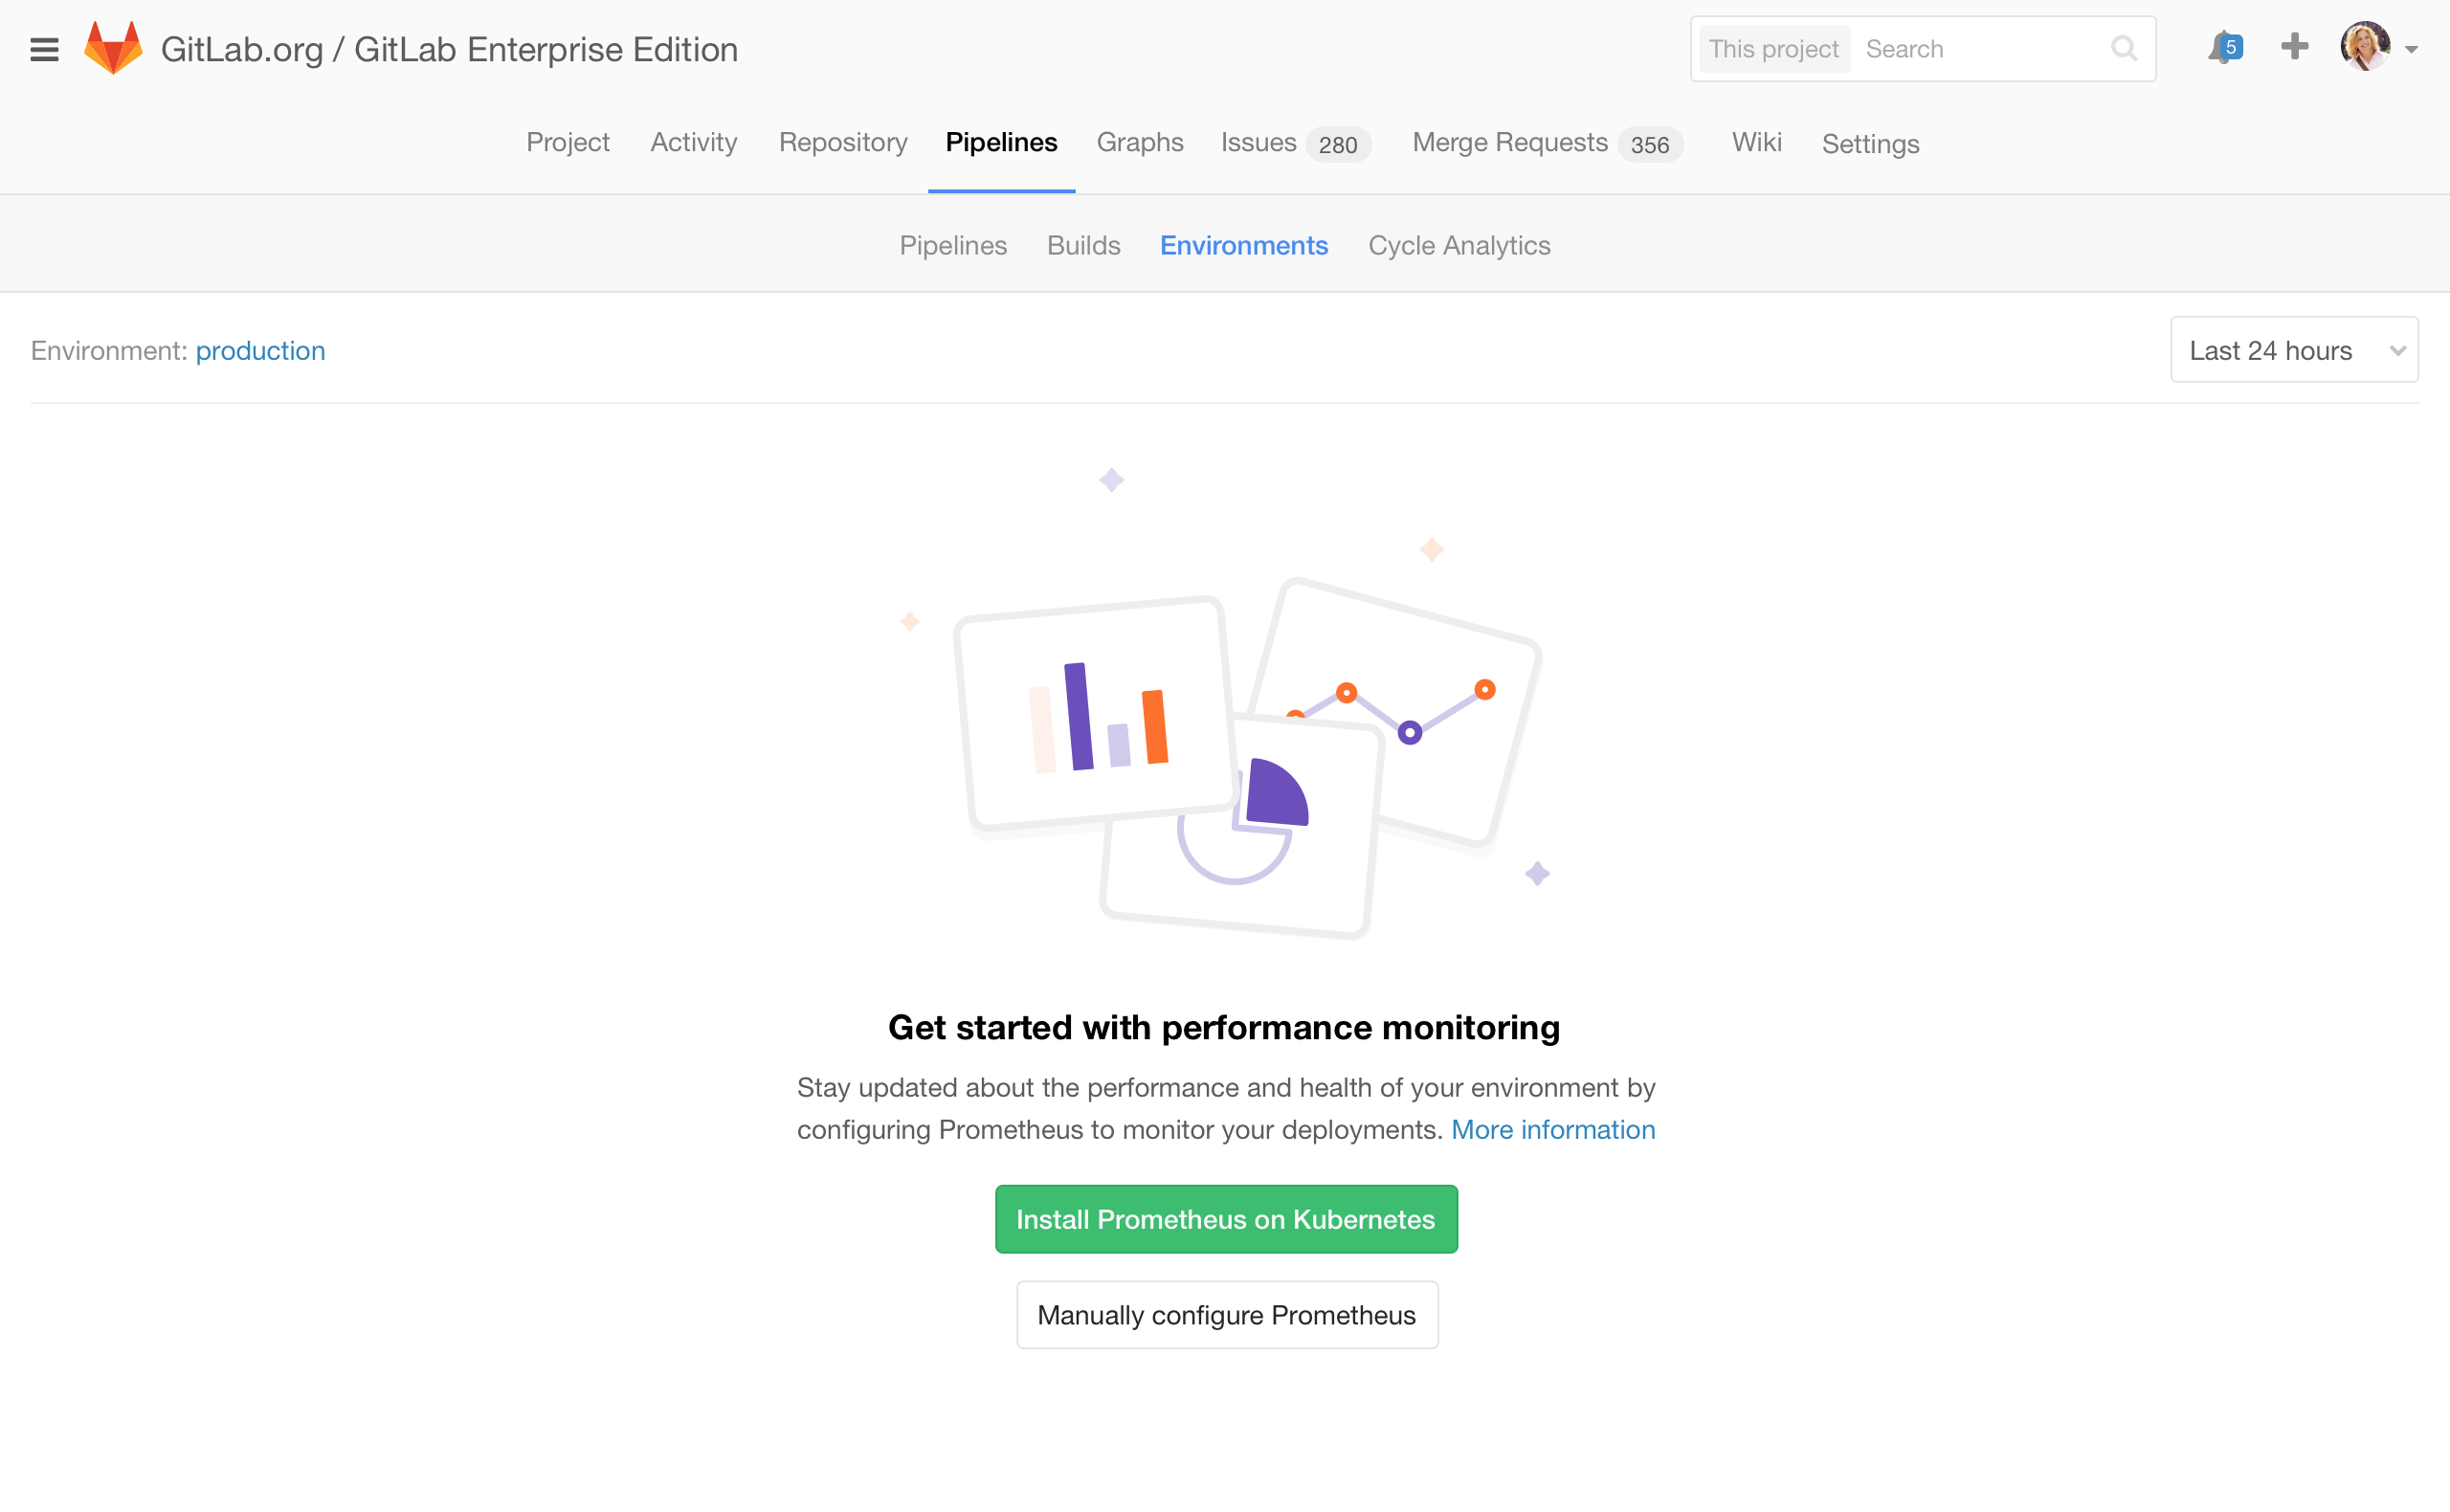 GitLab.org / GitLab Enterprise Edition
This project Search
5
Project Activity Repository Pipelines Graphs Issues 280 Merge Requests 356 Wiki Settings
Pipelines Builds Environments Cycle Analytics
Environment: production
Last 24 hours
Get started with performance monitoring
Stay updated about the performance and health of your environment by
configuring Prometheus to monitor your deployments. More information
Install Prometheus on Kubernetes
Manually configure Prometheus